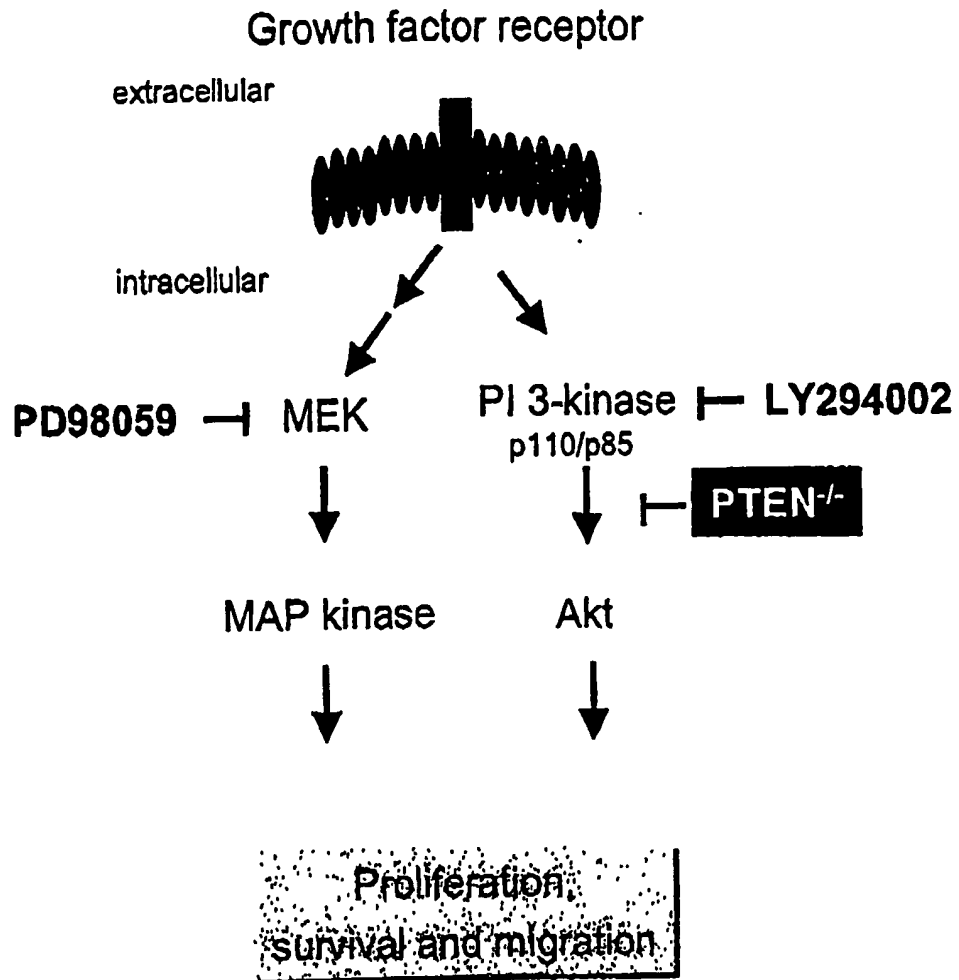 Growth factor receptor
extracellular
intracellular
PD98059 MEK PI 3-kinase LY294002
p110/p85
PTEN-/-
MAP kinase Akt
Proliferation,
survival and migration